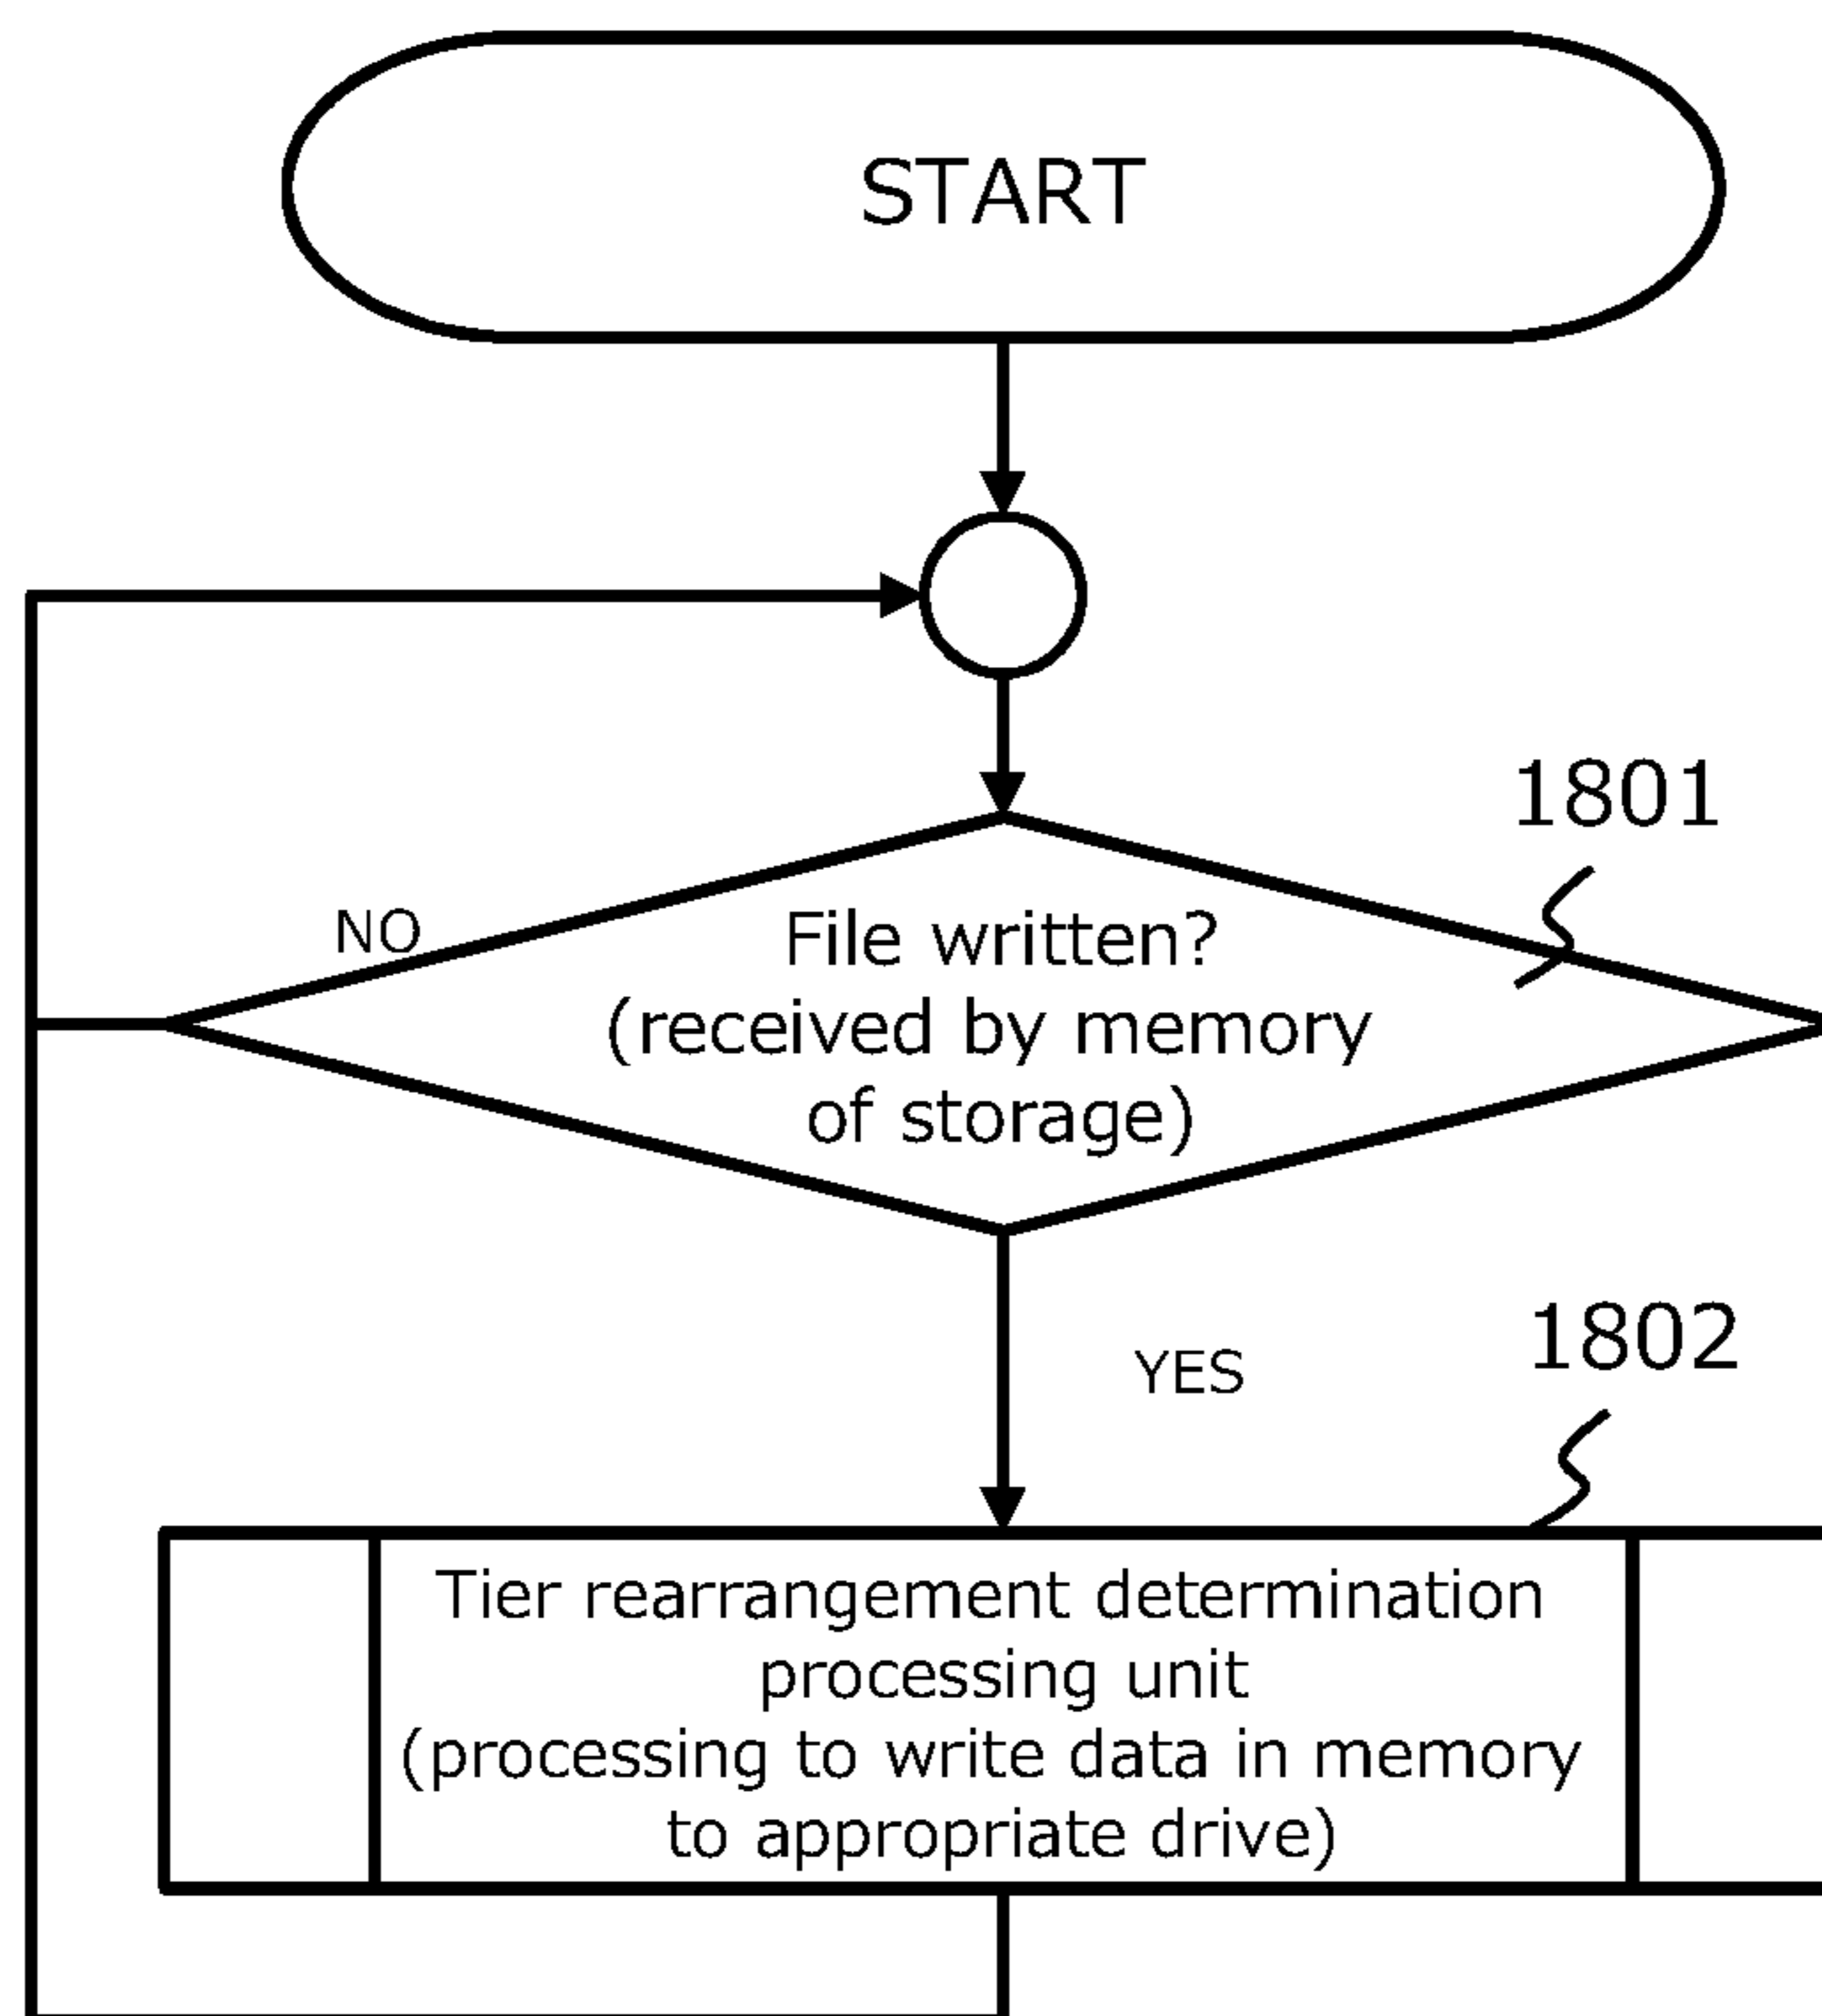 START
1801
NO
File written?
(received by memory
of storage)
1802
YES
Tier rearrangement determination
processing unit
(processing to write data in memory
to appropriate drive)